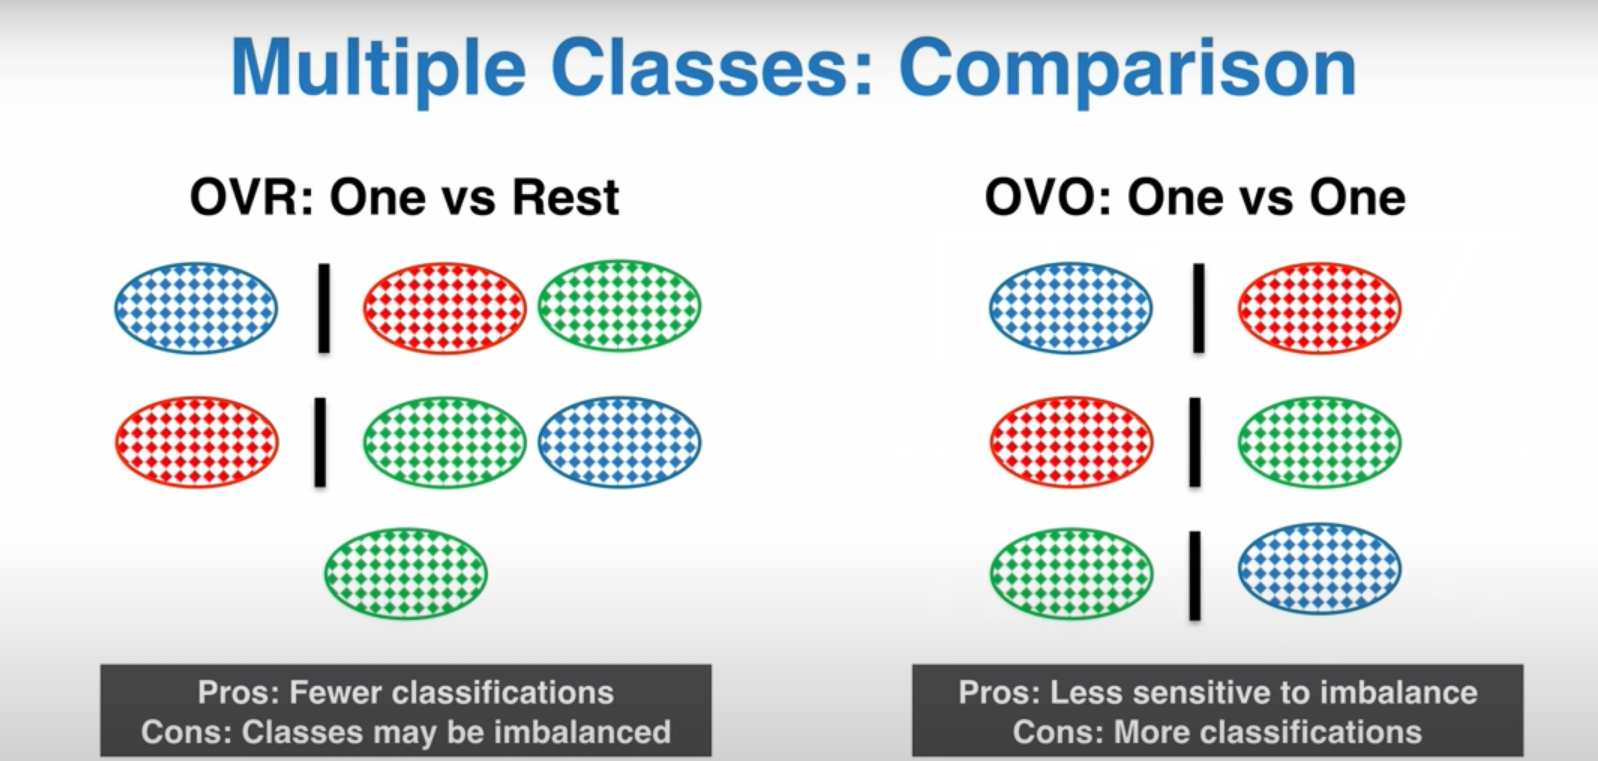 Multiple Classes: Comparison
OVR: One vs Rest
Pros: Fewer classifications
Cons: Classes may be imbalanced
OVO: One vs One
Pros: Less sensitive to imbalance
Cons: More classifications